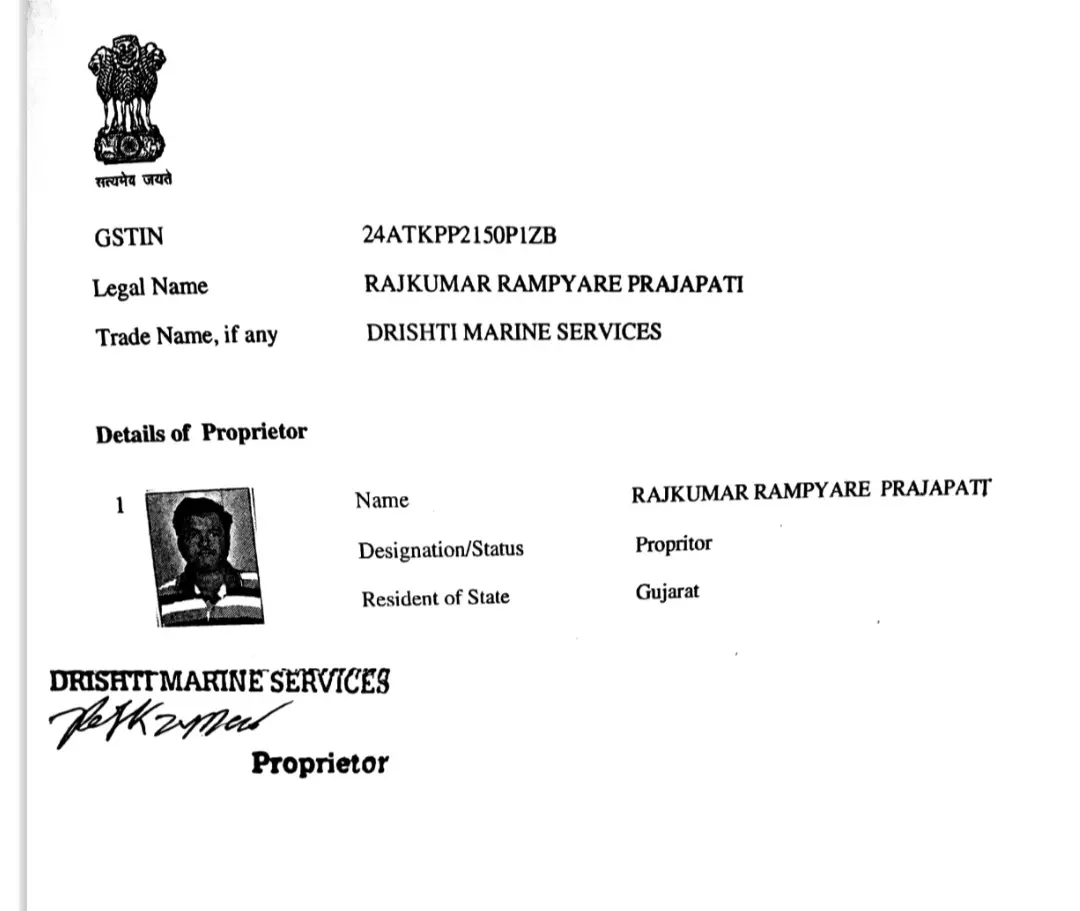 सत्यमेव जयते
GSTIN 24ATKPP2150P1ZB
Legal Name RAJKUMAR RAMPYARE PRAJAPATI
Trade Name, if any DRISHTI MARINE SERVICES
Details of Proprietor
1
Name RAJKUMAR RAMPYARE PRAJAPATI
Designation/Status Propritor
Resident of State Gujarat
DRISHTI MARINE SERVICES
Proprietor